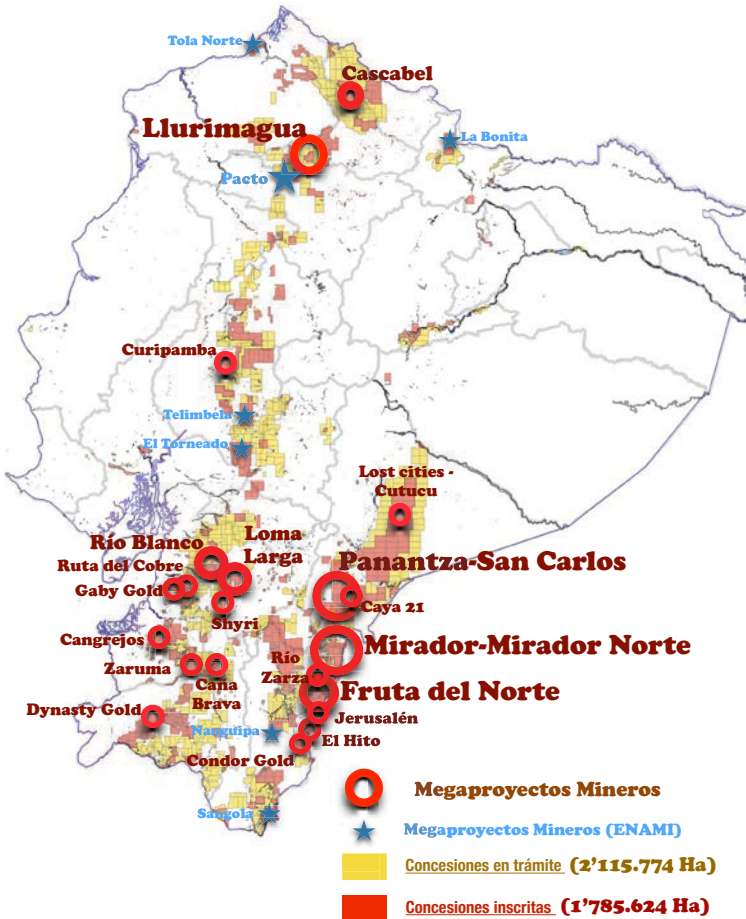 Tola Norte
Cascabel
Llurimagua
La Bonita
Pacto
Curipamba
Telimbela
El Torneado
Lost cities -
Cutucu
Río Blanco
Loma
Larga
Ruta del Cobre
Gaby Gold
Shyri
Panantza-San Carlos
Caya 21
Cangrejos
Mirador-Mirador Norte
Zaruma
Caña
Brava
Río
Zarza
Fruta del Norte
Dynasty Gold
Jerusalén
Nanguipa
El Hito
Condor Gold
Sangola
Megaproyectos Mineros
Megaproyectos Mineros (ENAMI)
Concesiones en trámite (2’115.774 Ha)
Concesiones inscritas (1’785.624 Ha)